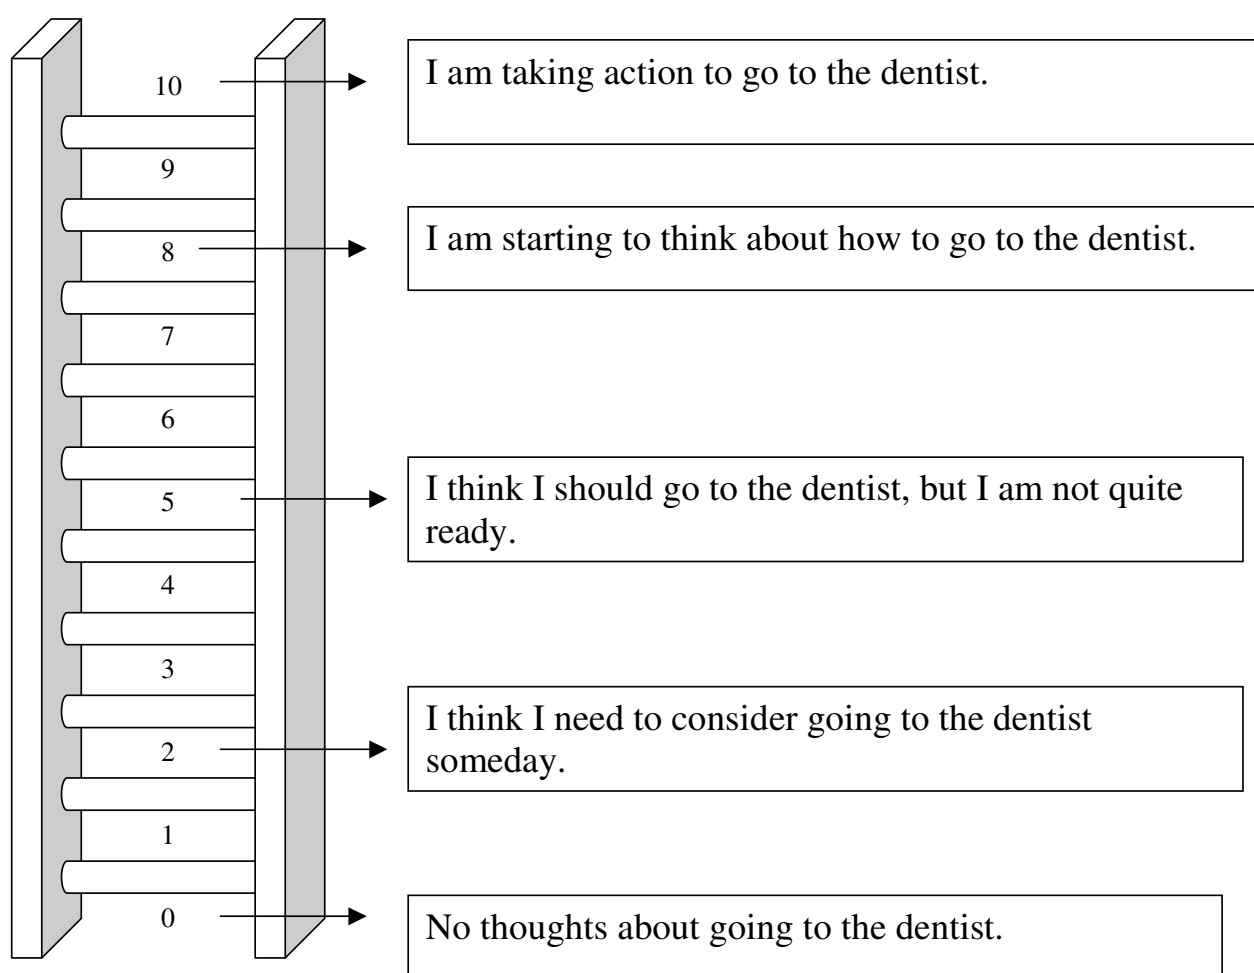 10
I am taking action to go to the dentist.
9
8
I am starting to think about how to go to the dentist.
7
6
5
I think I should go to the dentist, but I am not quite
ready.
4
3
2
I think I need to consider going to the dentist
someday.
1
0
No thoughts about going to the dentist.